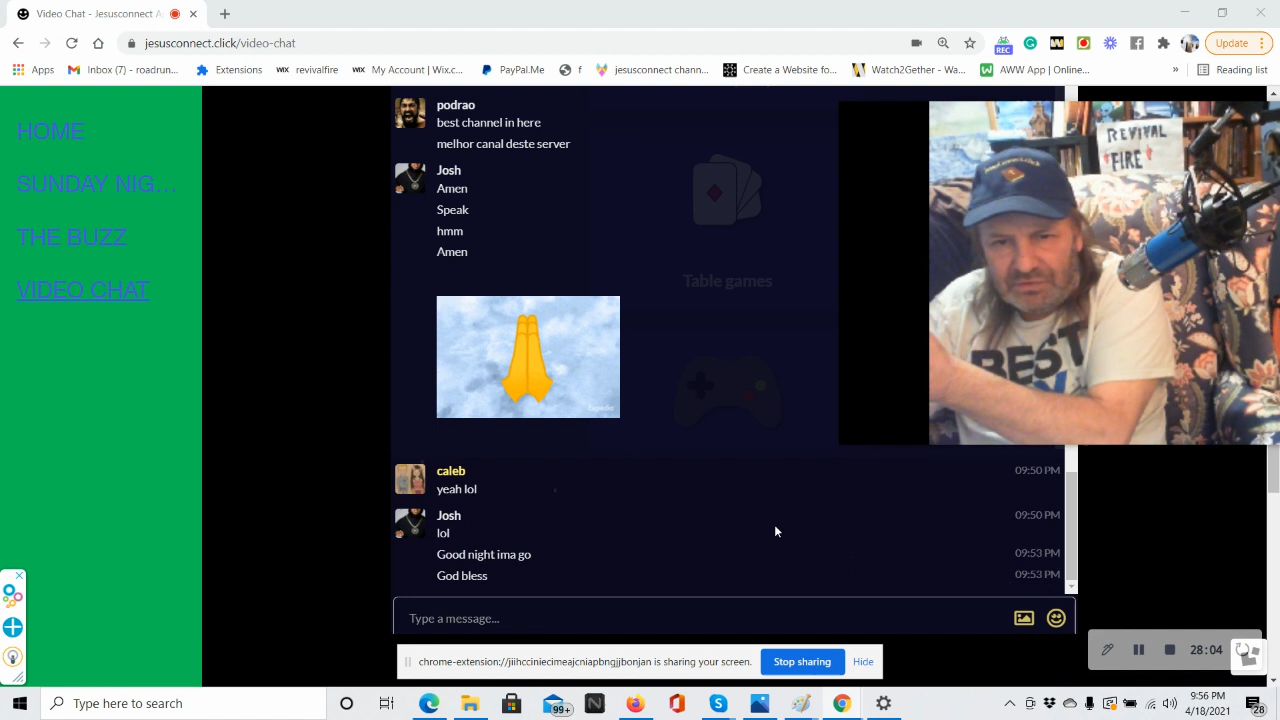 Video Chat - Jesusconnect A
jesusconnect.click/video-chat
REC
Update
Apps
Inbox (7) - roadrun...
Extensions
WIX revivalfire
WIX My Account | Wix.c...
PayPal.Me
f
jesusconnect chann...
Create a Website fo...
Watch2Gether - Wa...
AWW App | Online...
»
Reading list
HOME
SUNDAY NIG...
THE BUZZ
VIDEO CHAT
podrao
best channel in here
melhor canal deste server
Josh
Amen
Speak
hmm
Amen
Table games
REVIVAL
FIRE
BEST
caleb 09:50 PM
yeah lol
Josh 09:50 PM
lol
Good night ima go 09:53 PM
God bless 09:53 PM
Type a message...
chrome-extension://jiihcciniecimeajcniapbngjjbonjan is sharing your screen.
Stop sharing
Hide
28:04
Type here to search
99+
9:56 PM
4/18/2021
28